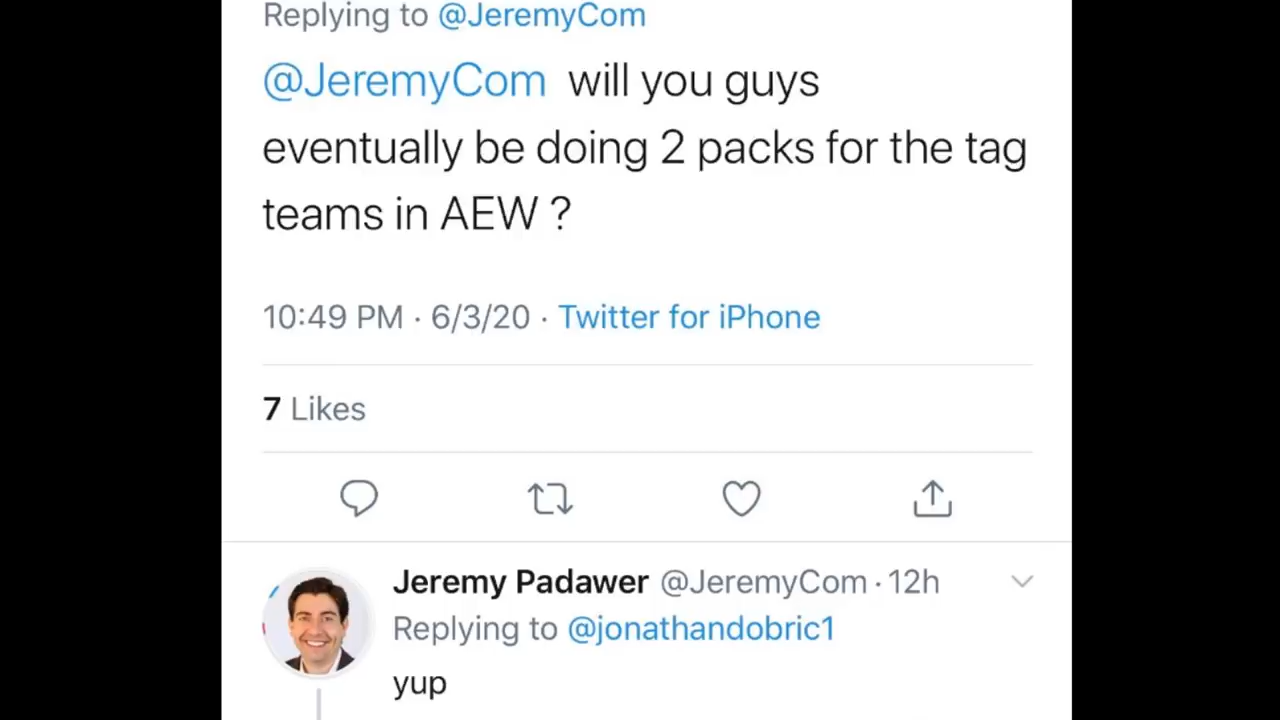 Replying to @JeremyCom
@JeremyCom will you guys
eventually be doing 2 packs for the tag
teams in AEW ?
10:49 PM · 6/3/20 · Twitter for iPhone
7 Likes
Jeremy Padawer @JeremyCom · 12h
Replying to @jonathandobric1
yup